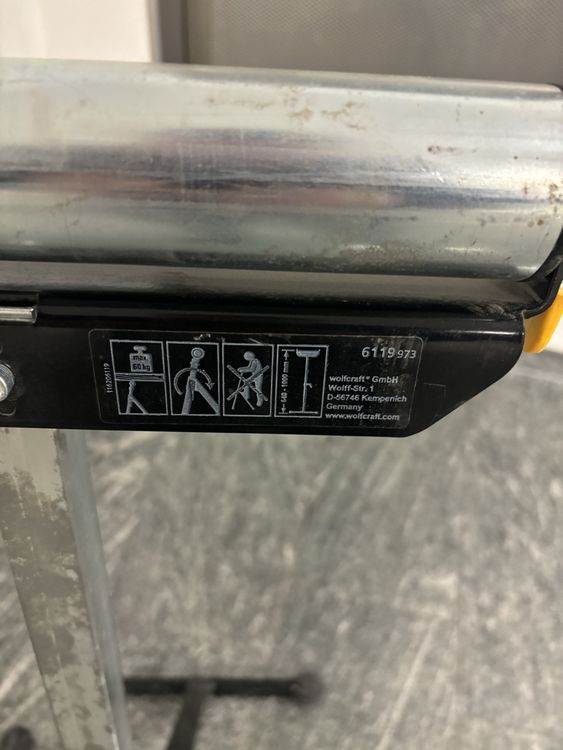 116206119
max.
60 kg
640 - 1000 mm
6119 973
wolfcraft® GmbH
Wolff-Str. 1
D-56746 Kempenich
Germany
www.wolfcraft.com